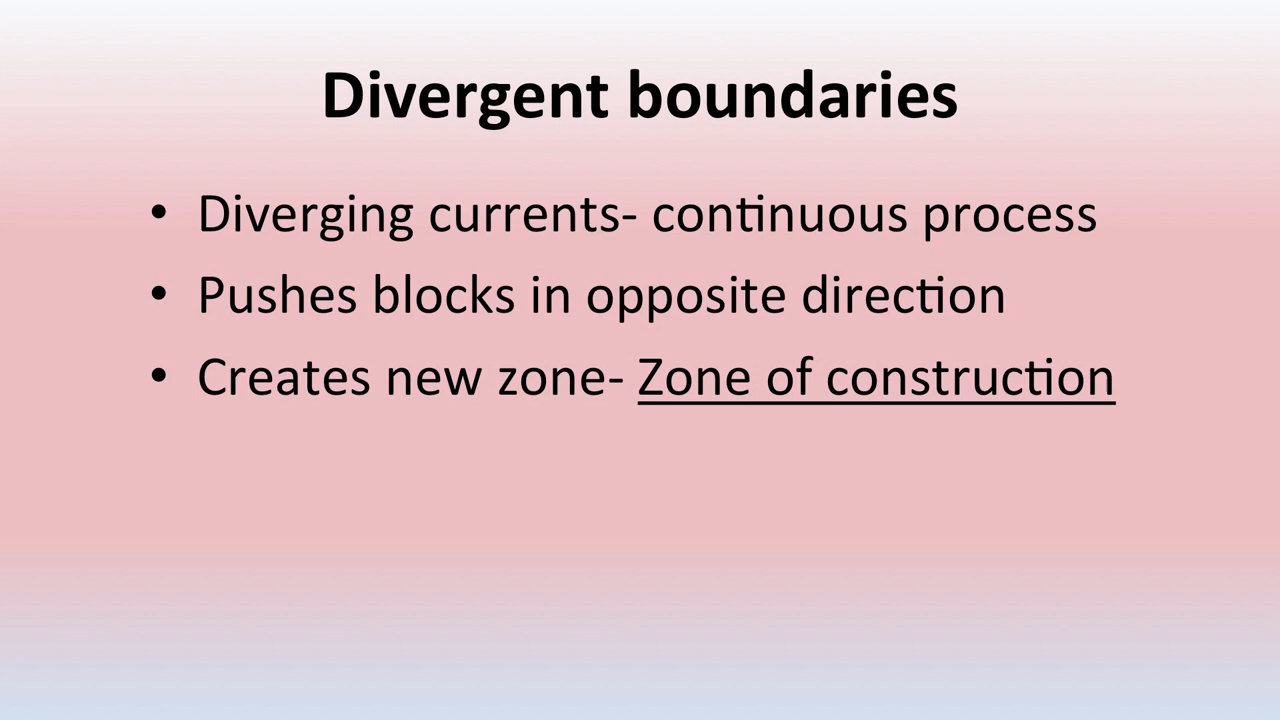 Divergent boundaries
• Diverging currents- continuous process
• Pushes blocks in opposite direction
• Creates new zone- Zone of construction